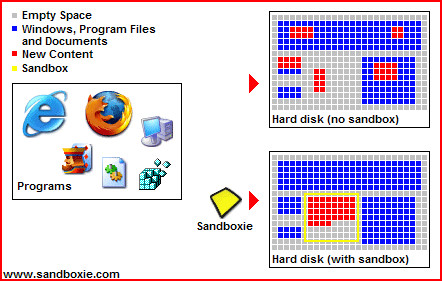 Empty Space
Windows, Program Files
and Documents
New Content
Sandbox
Programs
Hard disk (no sandbox)
Sandboxie
Hard disk (with sandbox)
www.sandboxie.com